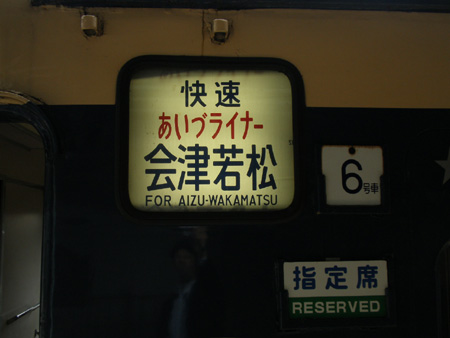 快速
あいづライナー
会津若松
FOR AIZU-WAKAMATSU
6号車
指定席
RESERVED